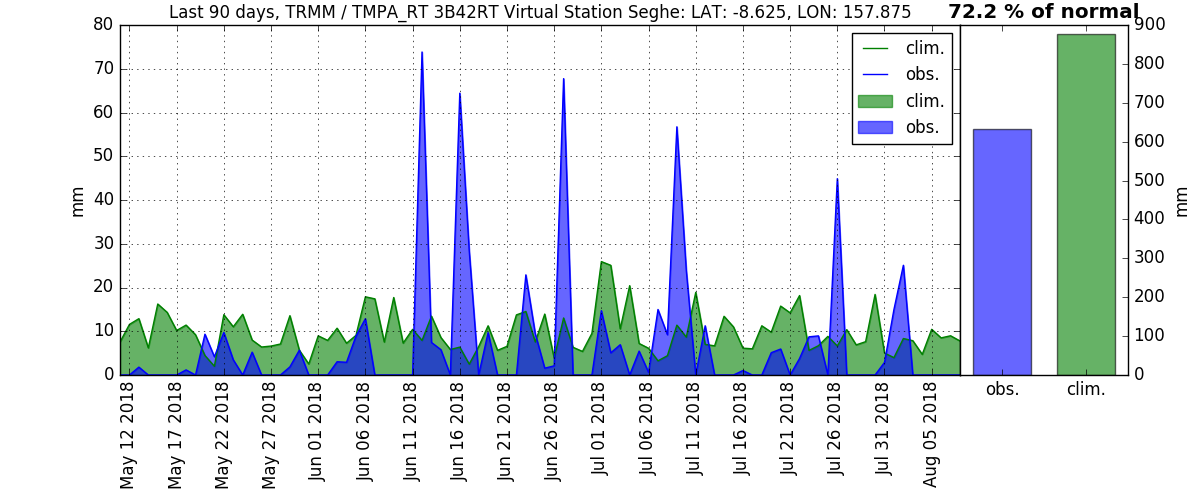 Last 90 days, TRMM / TMPA_RT 3B42RT Virtual Station Seghe: LAT: -8.625, LON: 157.875
72.2 % of normal
80
70
60
50
40
30
20
10
0
mm
clim.
obs.
clim.
obs.
900
800
700
600
500
400
300
200
100
0
mm
May 12 2018
May 17 2018
May 22 2018
May 27 2018
Jun 01 2018
Jun 06 2018
Jun 11 2018
Jun 16 2018
Jun 21 2018
Jun 26 2018
Jul 01 2018
Jul 06 2018
Jul 11 2018
Jul 16 2018
Jul 21 2018
Jul 26 2018
Jul 31 2018
Aug 05 2018
obs.
clim.